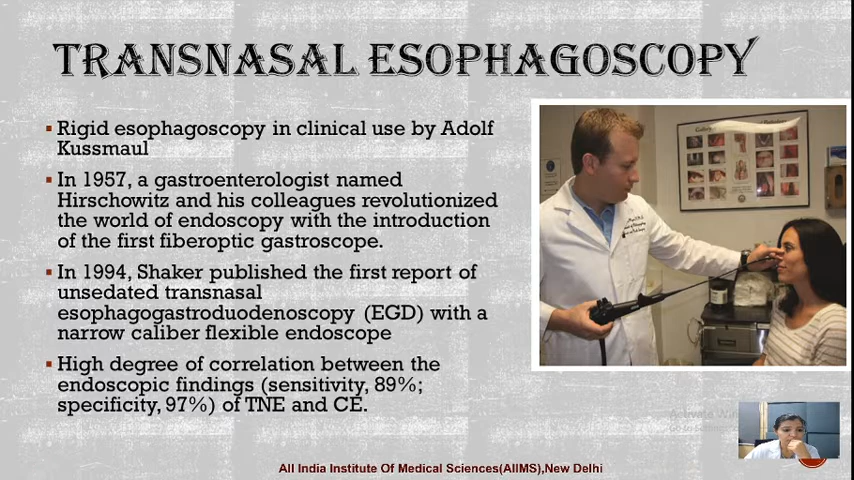 TRANSNASAL ESOPHAGOSCOPY
Rigid esophagoscopy in clinical use by Adolf
Kussmaul
In 1957, a gastroenterologist named
Hirschowitz and his colleagues revolutionized
the world of endoscopy with the introduction
of the first fiberoptic gastroscope.
In 1994, Shaker published the first report of
unsedated transnasal
esophagogastroduodenoscopy (EGD) with a
narrow caliber flexible endoscope
High degree of correlation between the
endoscopic findings (sensitivity, 89%;
specificity, 97%) of TNE and CE.
All India Institute Of Medical Sciences(AIIMS),New Delhi